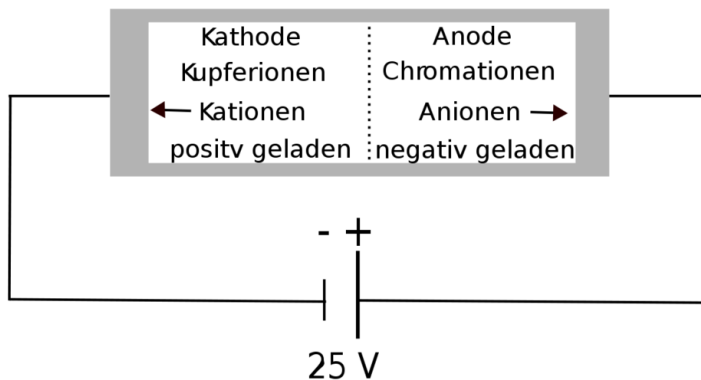 Kathode
Anode
Kupferionen
Chromationen
Kationen
Anionen
positv geladen
negativ geladen
- +
25 V